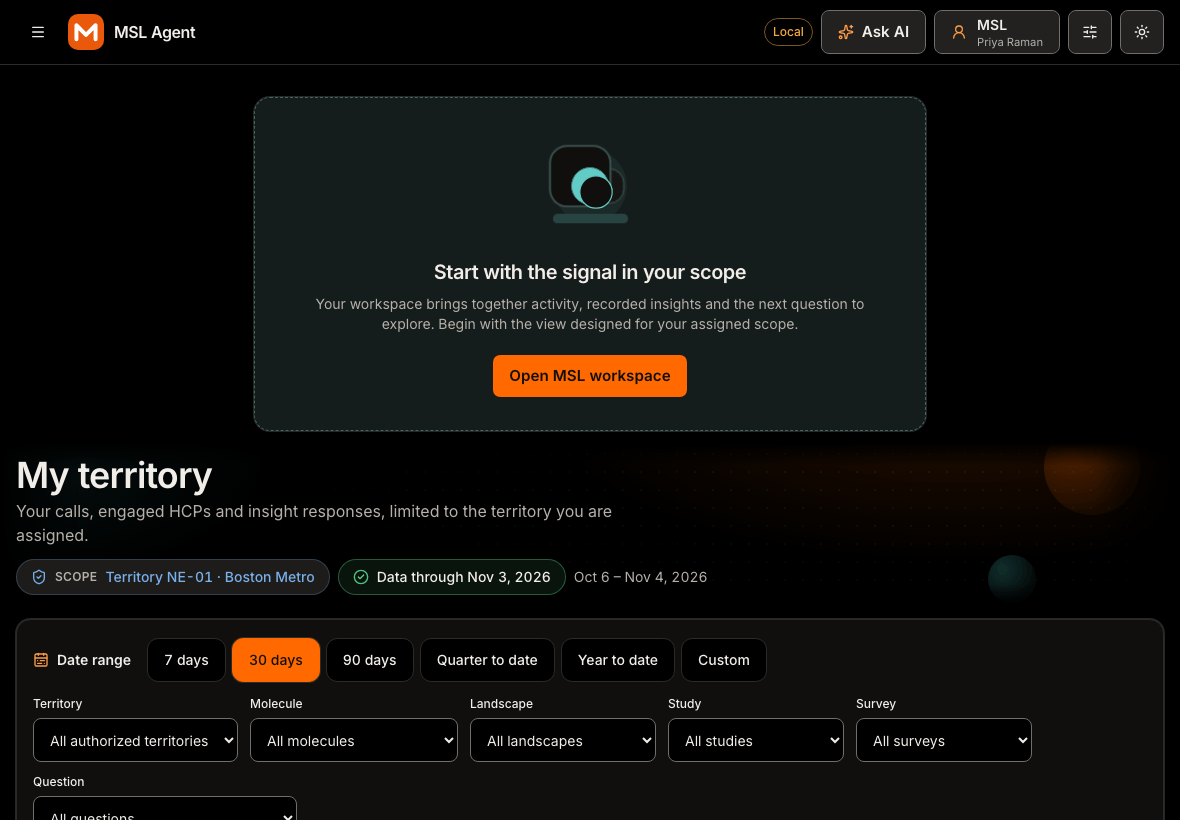 MSL Agent
Local
Ask AI
MSL
Priya Raman
Start with the signal in your scope
Your workspace brings together activity, recorded insights and the next question to
explore. Begin with the view designed for your assigned scope.
Open MSL workspace
My territory
Your calls, engaged HCPs and insight responses, limited to the territory you are
assigned.
SCOPE Territory NE-01 · Boston Metro
Data through Nov 3, 2026
Oct 6 – Nov 4, 2026
Date range
7 days
30 days
90 days
Quarter to date
Year to date
Custom
Territory
All authorized territories
Molecule
All molecules
Landscape
All landscapes
Study
All studies
Survey
All surveys
Question
All questions